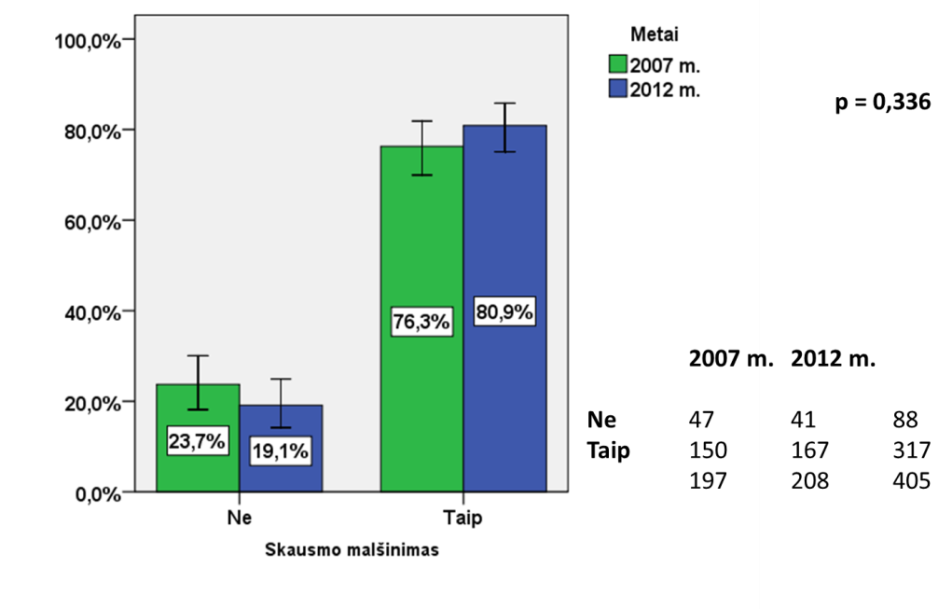 100,0%
80,0%
60,0%
40,0%
20,0%
0,0%
23,7%
19,1%
76,3%
80,9%
Ne
Taip
Skausmo malšinimas
Metai
2007 m.
2012 m.
p = 0,336
2007 m. 2012 m.
Ne 47 41 88
Taip 150 167 317
197 208 405